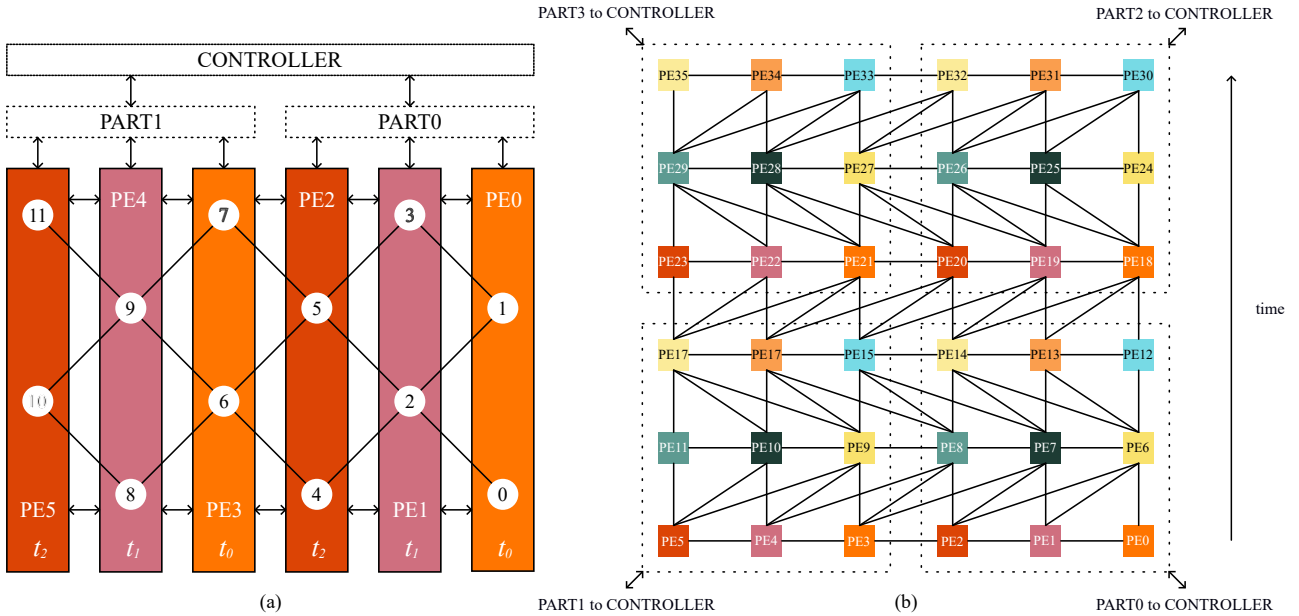 PART3 to CONTROLLER
PART2 to CONTROLLER
CONTROLLER
PART1
PART0
PE4
PE2
PE0
11
7
3
9
5
1
10
6
2
8
4
0
PE5
PE3
PE1
t2 t1 t0 t2 t1 t0
(a)
PE35 PE34 PE33 PE32 PE31 PE30
PE29 PE28 PE27 PE26 PE25 PE24
PE23 PE22 PE21 PE20 PE19 PE18
time
PE17 PE17 PE15 PE14 PE13 PE12
PE11 PE10 PE9 PE8 PE7 PE6
PE5 PE4 PE3 PE2 PE1 PE0
PART1 to CONTROLLER
(b)
PART0 to CONTROLLER